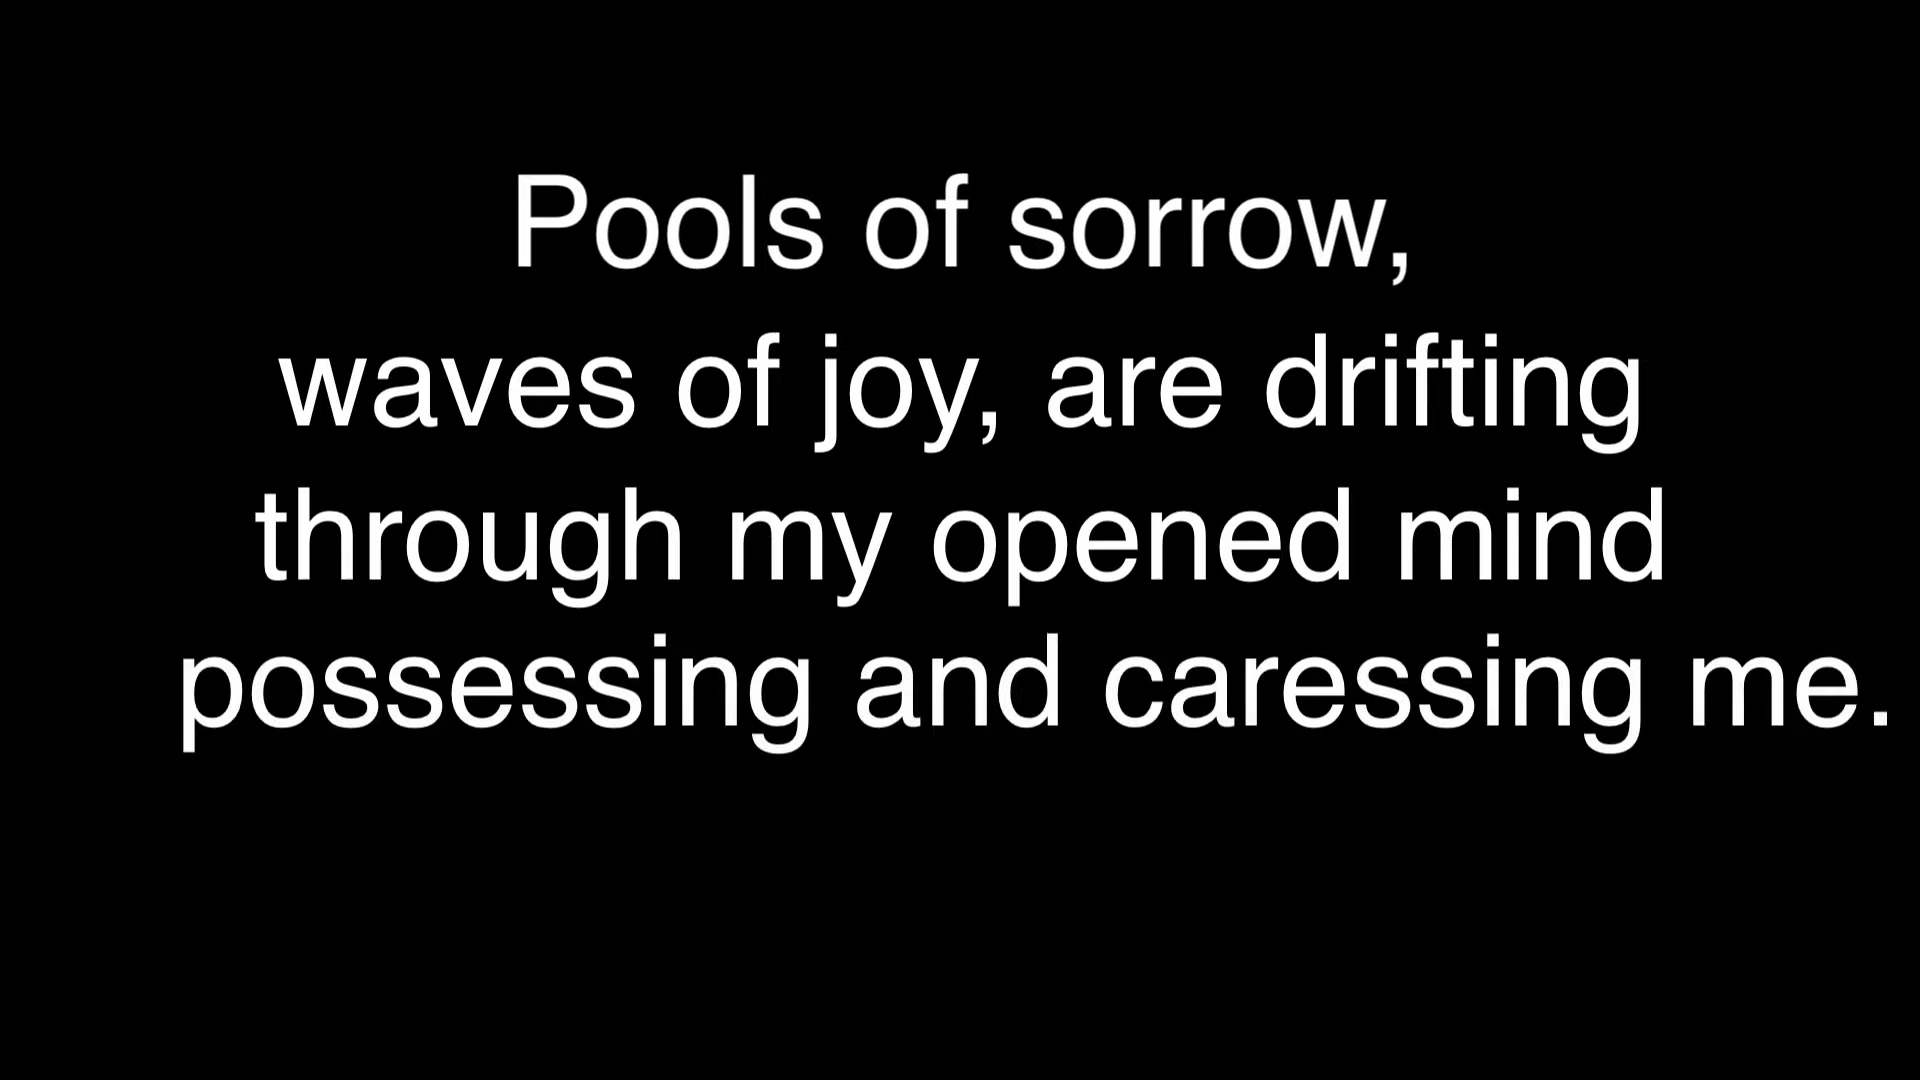 Pools of sorrow,
waves of joy, are drifting
through my opened mind
possessing and caressing me.